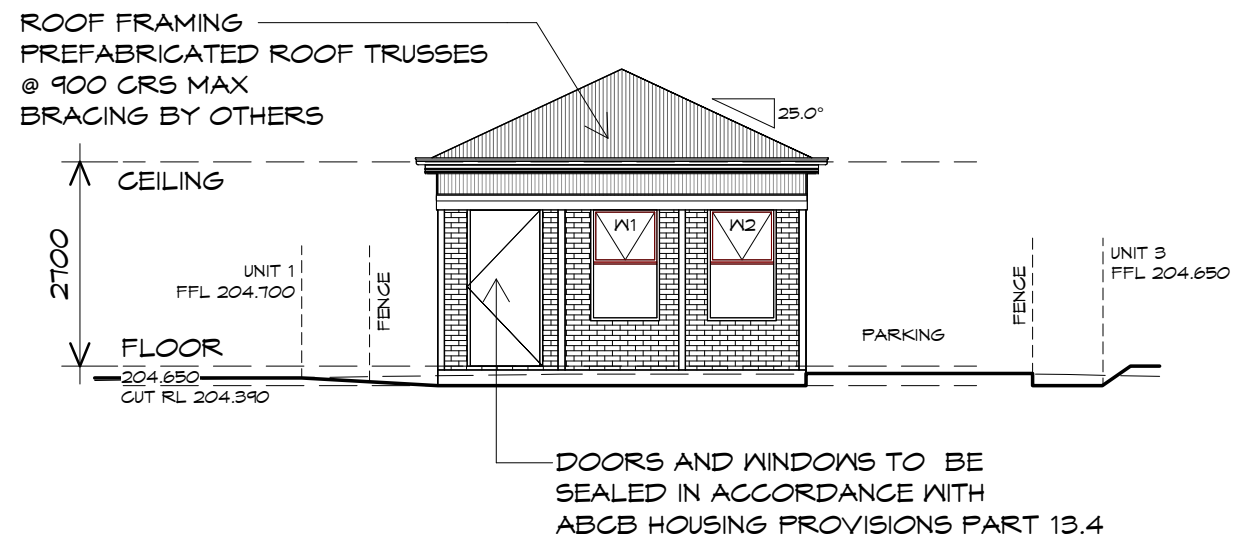 ROOF FRAMING
PREFABRICATED ROOF TRUSSES
@ 900 CRS MAX
BRACING BY OTHERS
25.0°
CEILING
2700
W1
W2
UNIT 1
FFL 204.700
FENCE
FENCE
UNIT 3
FFL 204.650
PARKING
FLOOR
204.650
CUT RL 204.390
DOORS AND WINDOWS TO BE
SEALED IN ACCORDANCE WITH
ABCB HOUSING PROVISIONS PART 13.4